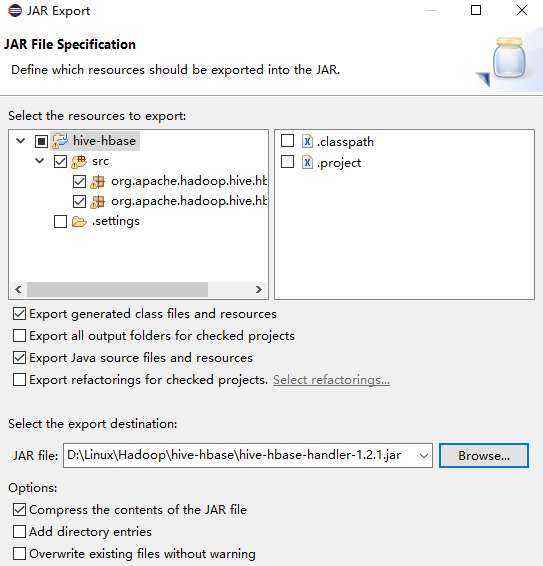 JAR Export
JAR File Specification
Define which resources should be exported into the JAR.
Select the resources to export:
hive-hbase
src
org.apache.hadoop.hive.hb
org.apache.hadoop.hive.hb
.settings
.classpath
.project
Export generated class files and resources
Export all output folders for checked projects
Export Java source files and resources
Export refactorings for checked projects. Select refactorings...
Select the export destination:
JAR file: D:\Linux\Hadoop\hive-hbase\hive-hbase-handler-1.2.1.jar Browse...
Options:
Compress the contents of the JAR file
Add directory entries
Overwrite existing files without warning